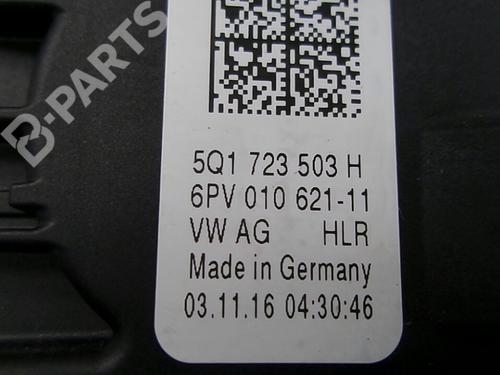 B-PARTS
5Q1 723 503 H
6PV 010 621-11
VW AG HLR
Made in Germany
03.11.16 04:30:46